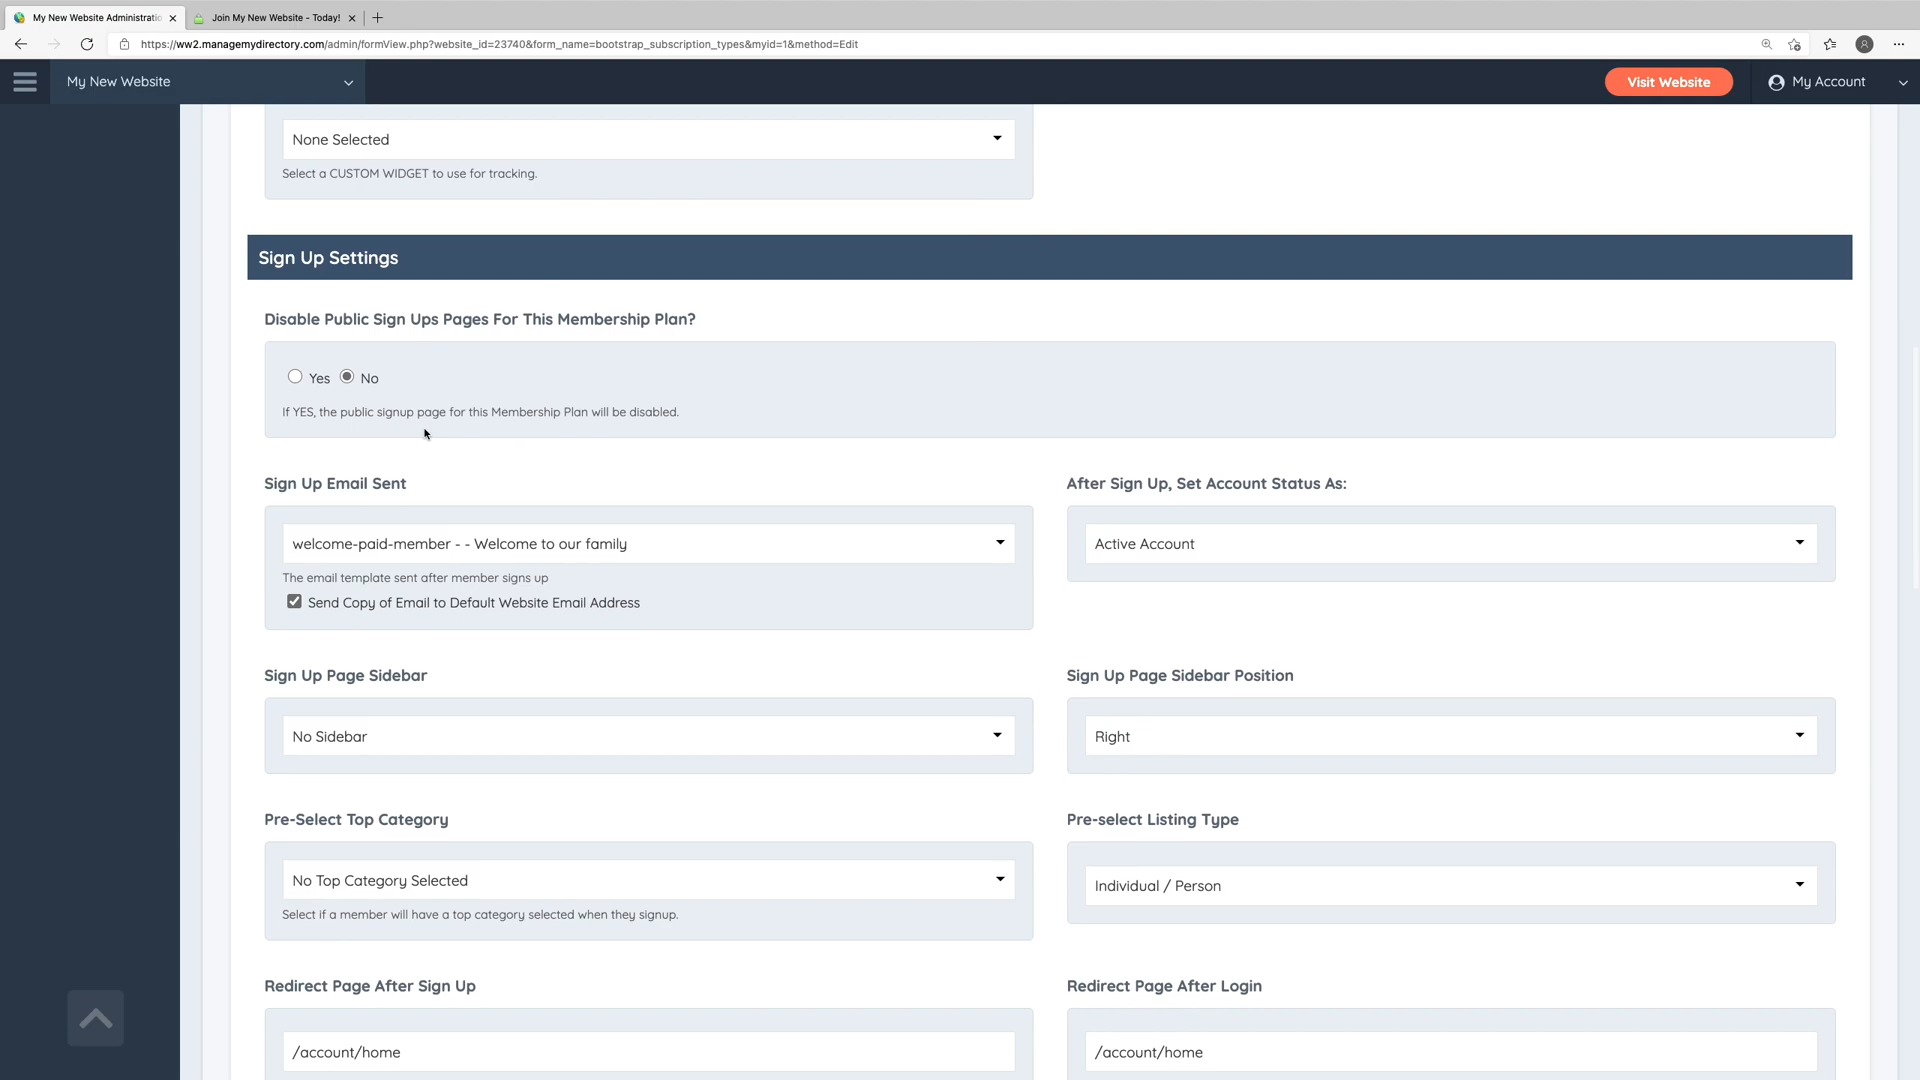 My New Website Administratio
Join My New Website - Today!
https://ww2.managemydirectory.com/admin/formView.php?website_id=23740&form_name=bootstrap_subscription_types&myid=1&method=Edit
My New Website
Visit Website
My Account
None Selected
Select a CUSTOM WIDGET to use for tracking.
Sign Up Settings
Disable Public Sign Ups Pages For This Membership Plan?
Yes No
If YES, the public signup page for this Membership Plan will be disabled.
Sign Up Email Sent
After Sign Up, Set Account Status As:
welcome-paid-member - - Welcome to our family
Active Account
The email template sent after member signs up
Send Copy of Email to Default Website Email Address
Sign Up Page Sidebar
Sign Up Page Sidebar Position
No Sidebar
Right
Pre-Select Top Category
Pre-select Listing Type
No Top Category Selected
Individual / Person
Select if a member will have a top category selected when they signup.
Redirect Page After Sign Up
Redirect Page After Login
/account/home
/account/home